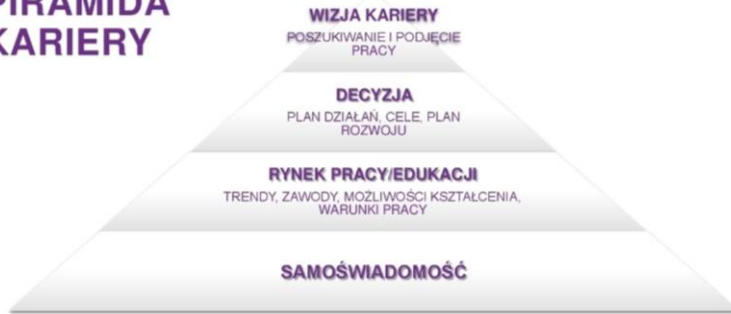 PIRAMIDA
KARIERY
WIZJA KARIERY
POSZUKIWANIE I PODJĘCIE
PRACY
DECYZJA
PLAN DZIAŁAŃ, CELE, PLAN
ROZWOJU
RYNEK PRACY/EDUKACJI
TRENDY, ZAWODY, MOŻLIWOŚCI KSZTAŁCENIA,
WARUNKI PRACY
SAMOŚWIADOMOŚĆ